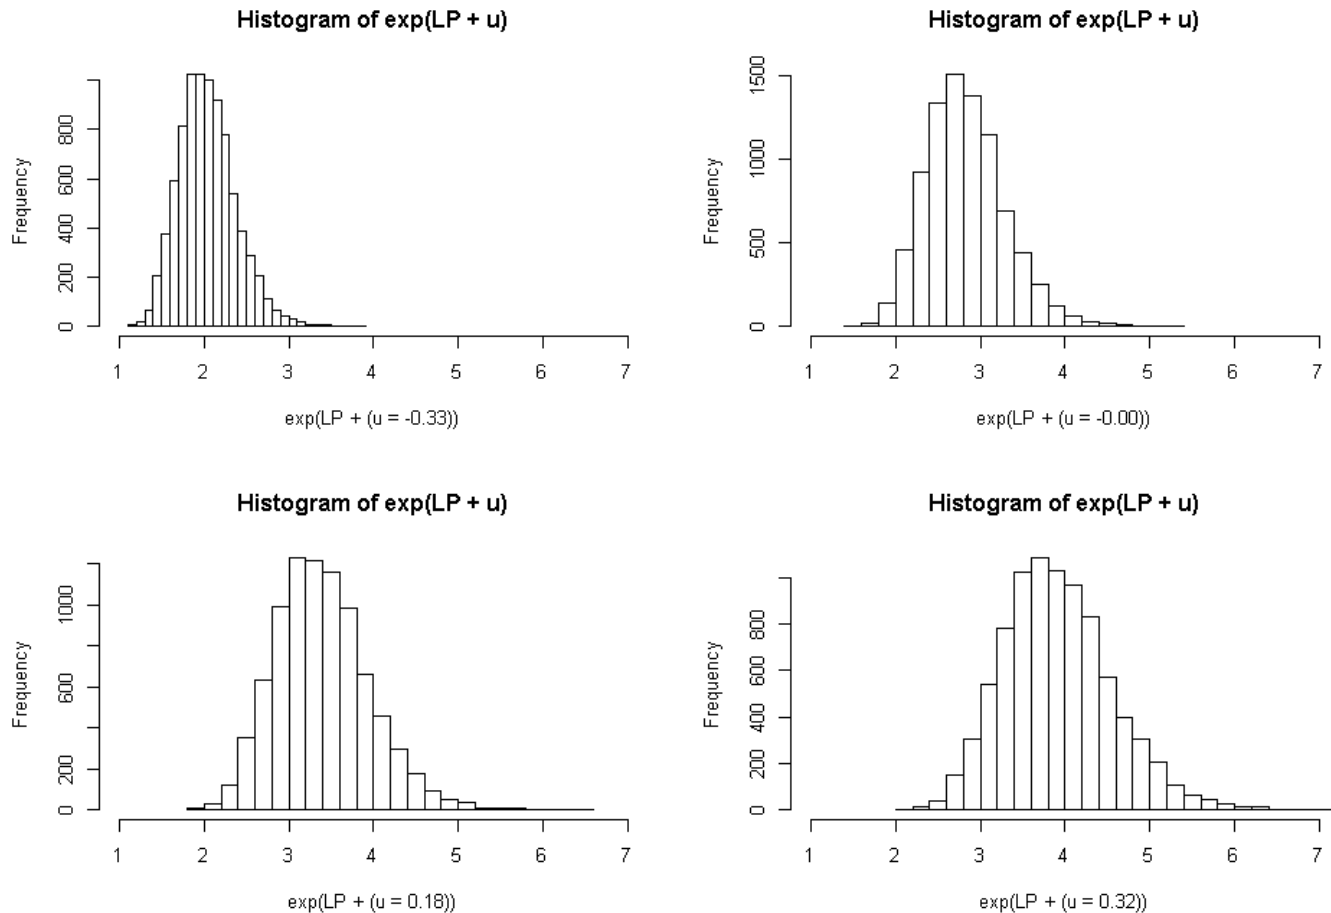 Histogram of exp(LP + u)
Frequency
0 200 400 600 800
1 2 3 4 5 6 7
exp(LP + (u = -0.33))
Histogram of exp(LP + u)
Frequency
0 500 1000 1500
1 2 3 4 5 6 7
exp(LP + (u = -0.00))
Histogram of exp(LP + u)
Frequency
0 200 600 1000
1 2 3 4 5 6 7
exp(LP + (u = 0.18))
Histogram of exp(LP + u)
Frequency
0 200 400 600 800
1 2 3 4 5 6 7
exp(LP + (u = 0.32))